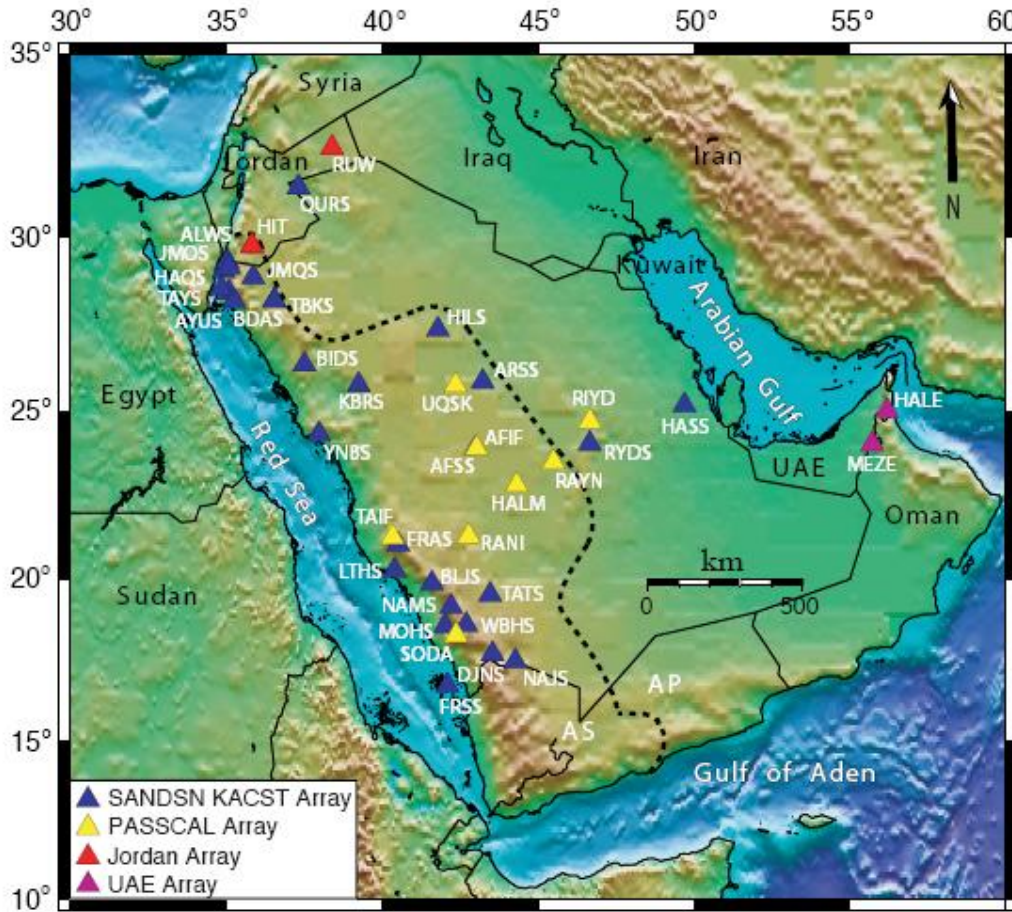 30° 35° 40° 45° 50° 55° 60
35°
30°
25°
20°
15°
10°
Syria
Jordan
Iraq
Iran
N
RUW
QURS
ALWS
HIT
JMOS
HAQS
JMQS
TAYS
AYUS
BDAS
TBKS
Kuwait
Arabian Gulf
HILS
BIDS
ARSS
KBRS
UQSK
RIYD
HASS
HALE
Egypt
YNBS
AFIF
AFSS
RYDS
RAYN
MEZE
UAE
Red Sea
HALM
Oman
TAIF
FRAS
RANI
km
LTHS
BLJS
0 500
Sudan
TATS
NAMS
MOHS
WBHS
SODA
DJNS
NAJS
FRSS
AP
AS
Gulf of Aden
SANDSN KACST Array
PASSCAL Array
Jordan Array
UAE Array